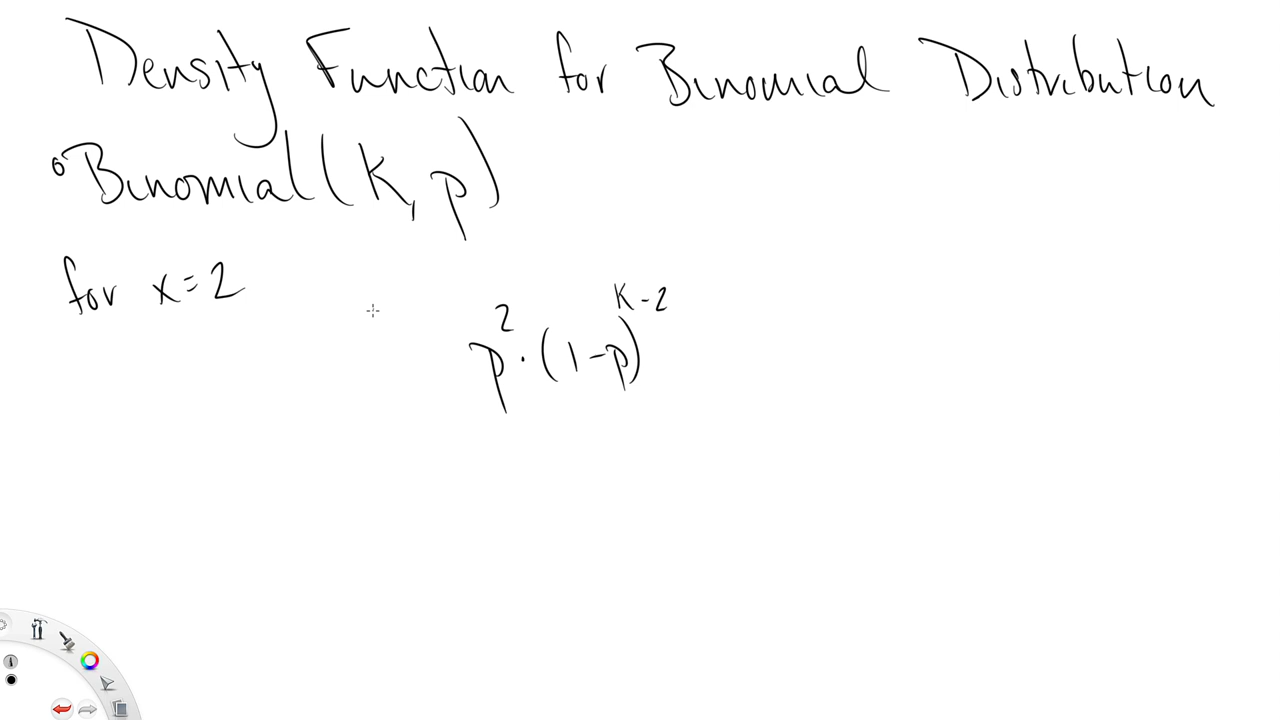 Density Function for Binomial Distribution
Binomial(K, p)
for x=2
p^2 · (1-p)^{K-2}